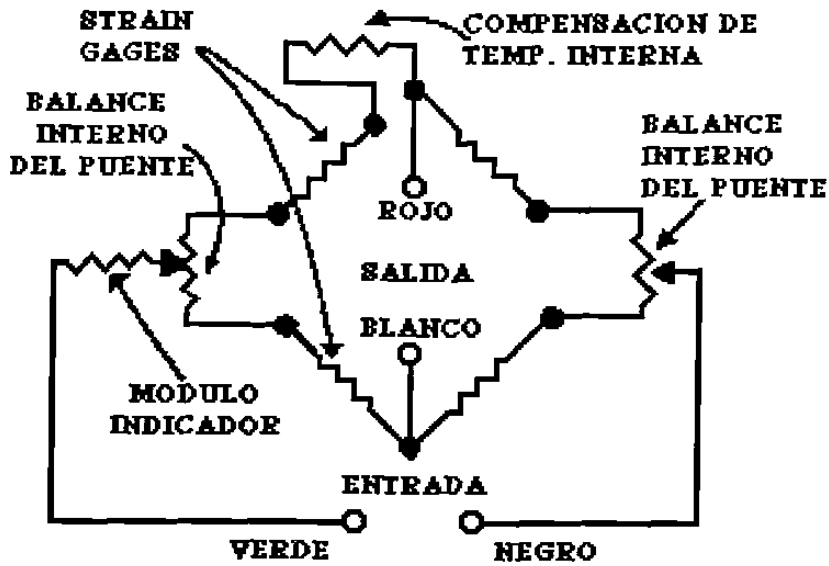 STRAIN
GAGES
COMPENSACION DE
TEMP. INTERNA
BALANCE
INTERNO
DEL PUENTE
BALANCE
INTERNO
DEL PUENTE
ROJO
SALIDA
BLANCO
MODULO
INDICADOR
ENTRADA
VERDE
NEGRO